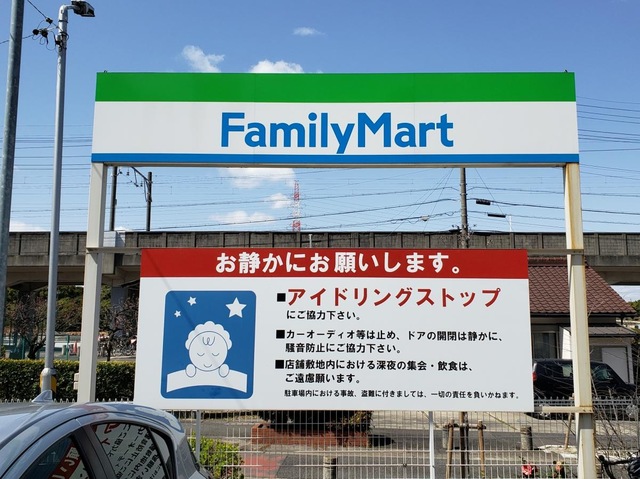 FamilyMart
お静かにお願いします。
■アイドリングストップ
にご協力下さい。
■カーオーディオ等は止め、ドアの開閉は静かに、
騒音防止にご協力下さい。
■店舗敷地内における深夜の集会・飲食は、
ご遠慮願います。
駐車場内における事故、盗難に付きましては、一切の責任を負いかねます。